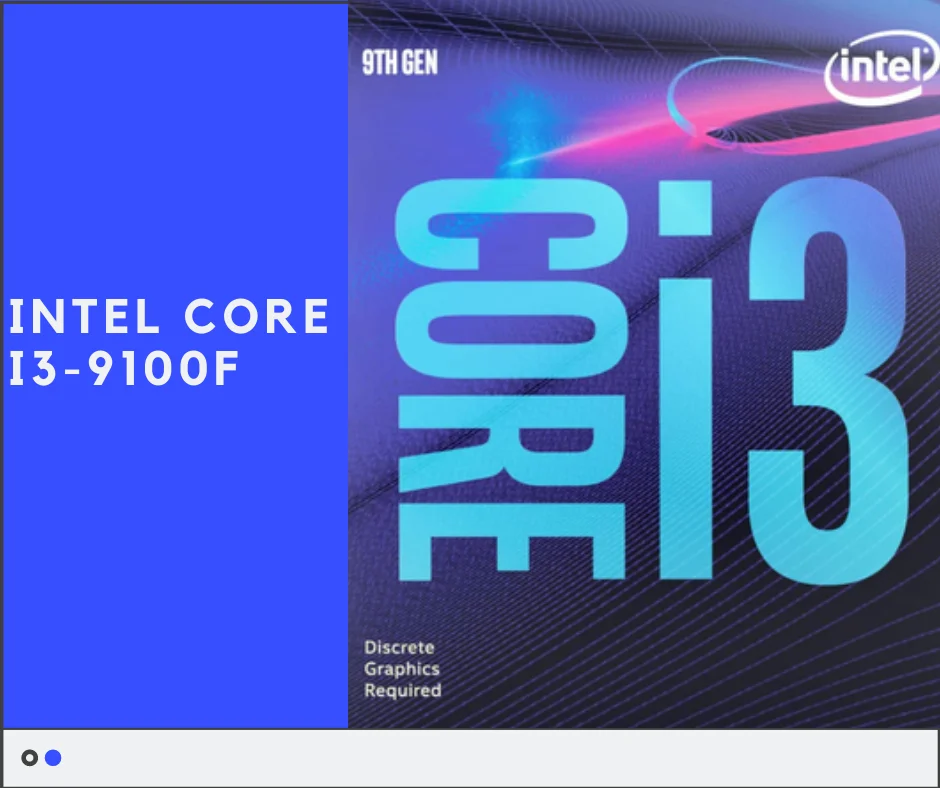 INTEL CORE
I3-9100F
9TH GEN
intel
CORE i3
Discrete
Graphics
Required